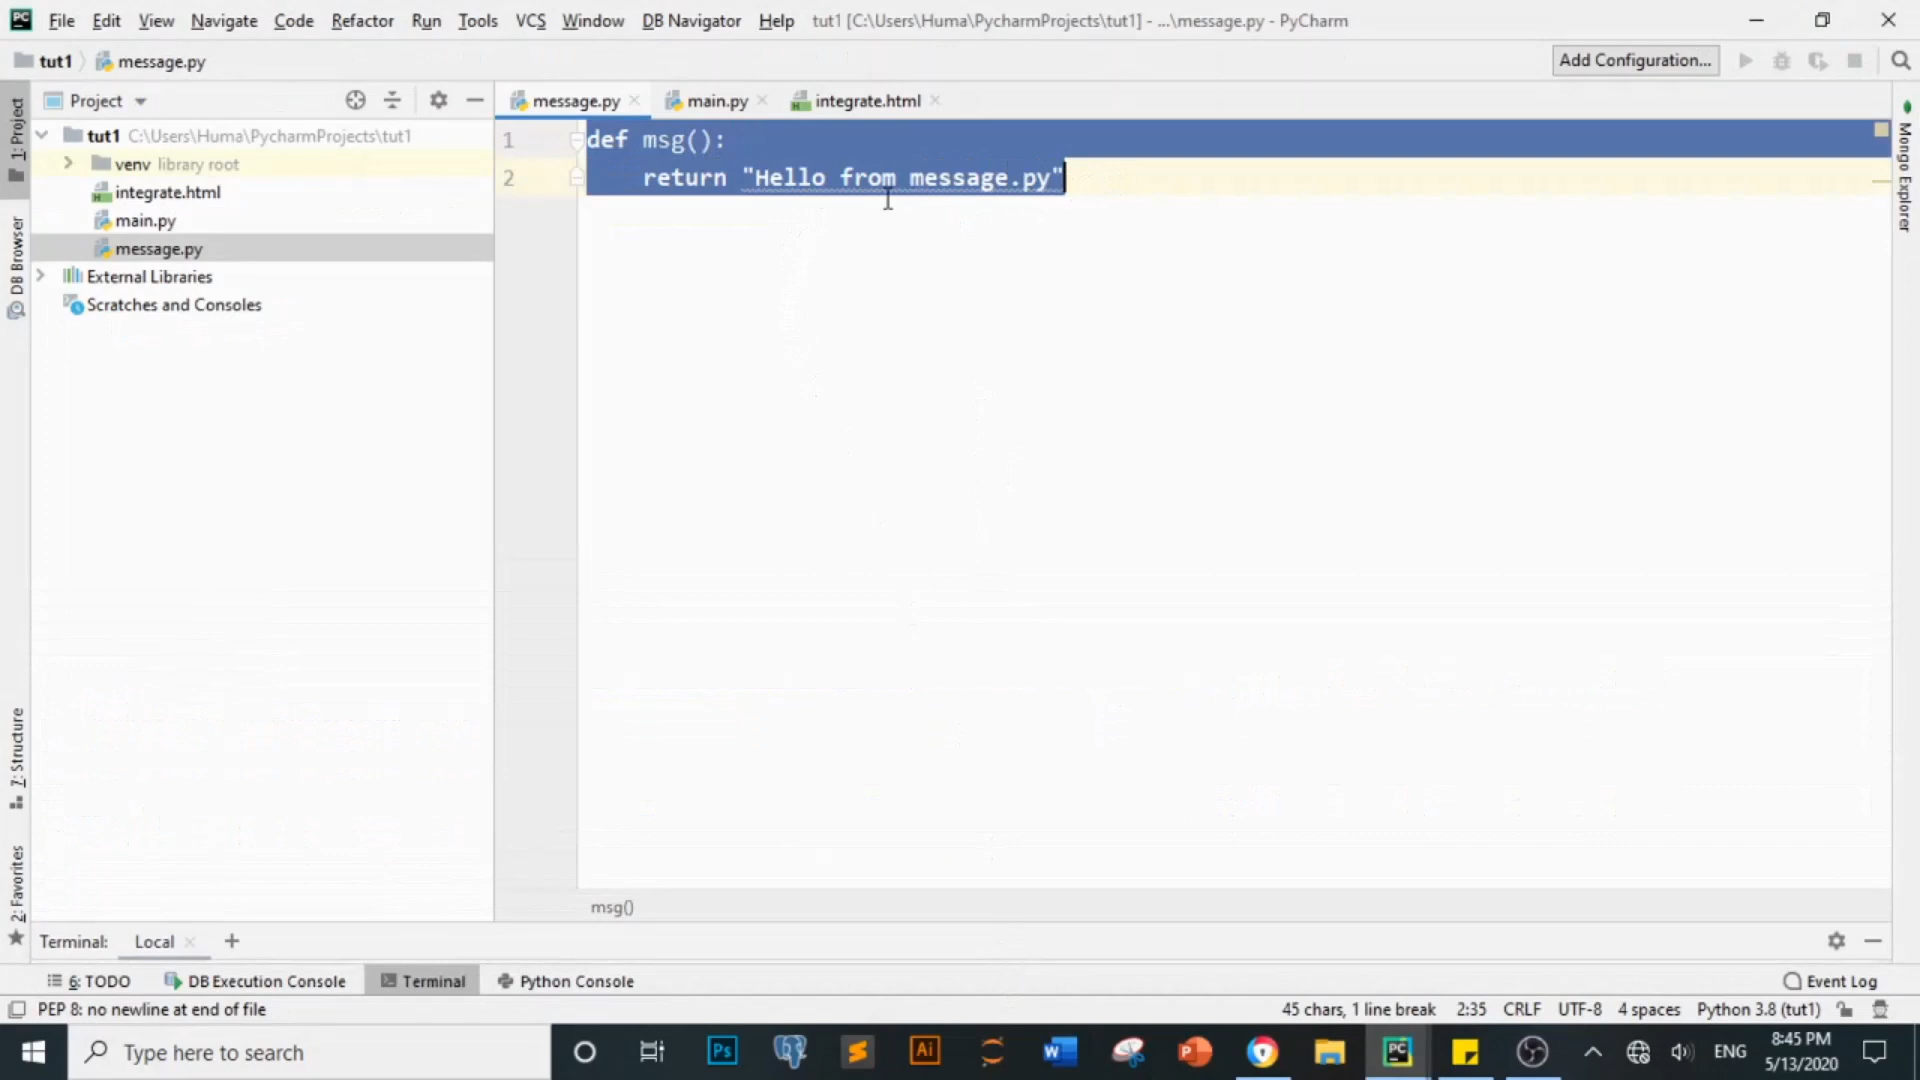 PC File Edit View Navigate Code Refactor Run Tools VCS Window DB Navigator Help tut1 [C:\Users\Huma\PycharmProjects\tut1] - ...\message.py - PyCharm
tut1 message.py Add Configuration...
1: Project
Project
message.py main.py integrate.html
tut1 C:\Users\Huma\PycharmProjects\tut1
venv library root
integrate.html
main.py
message.py
External Libraries
Scratches and Consoles
DB Browser
7: Structure
2: Favorites
1 def msg():
2 return "Hello from message.py"
Mongo Explorer
msg()
Terminal: Local +
6: TODO DB Execution Console Terminal Python Console Event Log
PEP 8: no newline at end of file 45 chars, 1 line break 2:35 CRLF UTF-8 4 spaces Python 3.8 (tut1)
Type here to search Ps Ai W P PC ENG 8:45 PM
5/13/2020